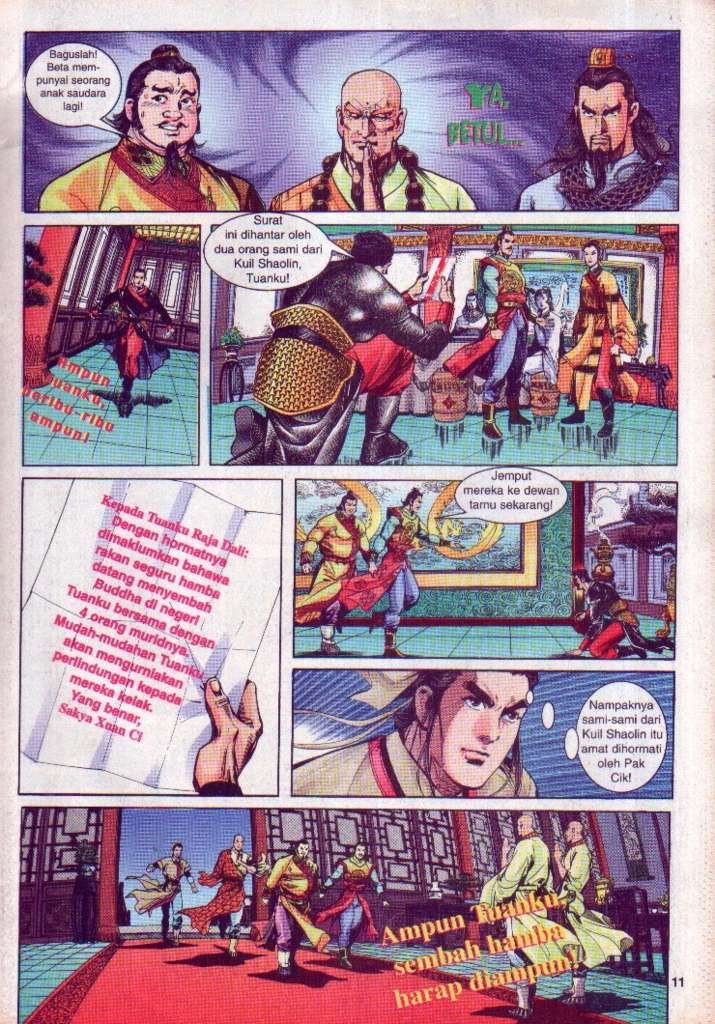 Baguslah!
Beta mem-
punyai seorang
anak saudara
lagi!
YA,
BETUL...
Ampun
Tuanku,
beribu-ribu
ampun!
Surat
ini dihantar oleh
dua orang sami dari
Kuil Shaolin,
Tuanku!
Kepada Tuanku Raja Dali:
Dengan hormatnya
dimaklumkan bahawa
rakan seguru hamba
datang menyembah
Buddha di negeri
Tuanku bersama dengan
4 orang muridnya.
Mudah-mudahan Tuanku
akan mengurniakan
perlindungan kepada
mereka kelak.
Yang benar,
Sakya Xuan Ci
Jemput
mereka ke dewan
tamu sekarang!
Nampaknya
sami-sami dari
Kuil Shaolin itu
amat dihormati
oleh Pak
Cik!
Ampun Tuanku
sembah hamba
harap diampun!
11